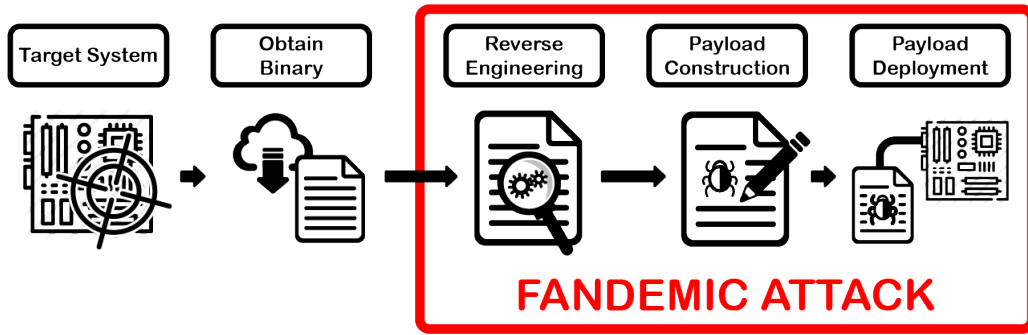 Target System
Obtain
Binary
Reverse
Engineering
Payload
Construction
Payload
Deployment
FANDEMIC ATTACK